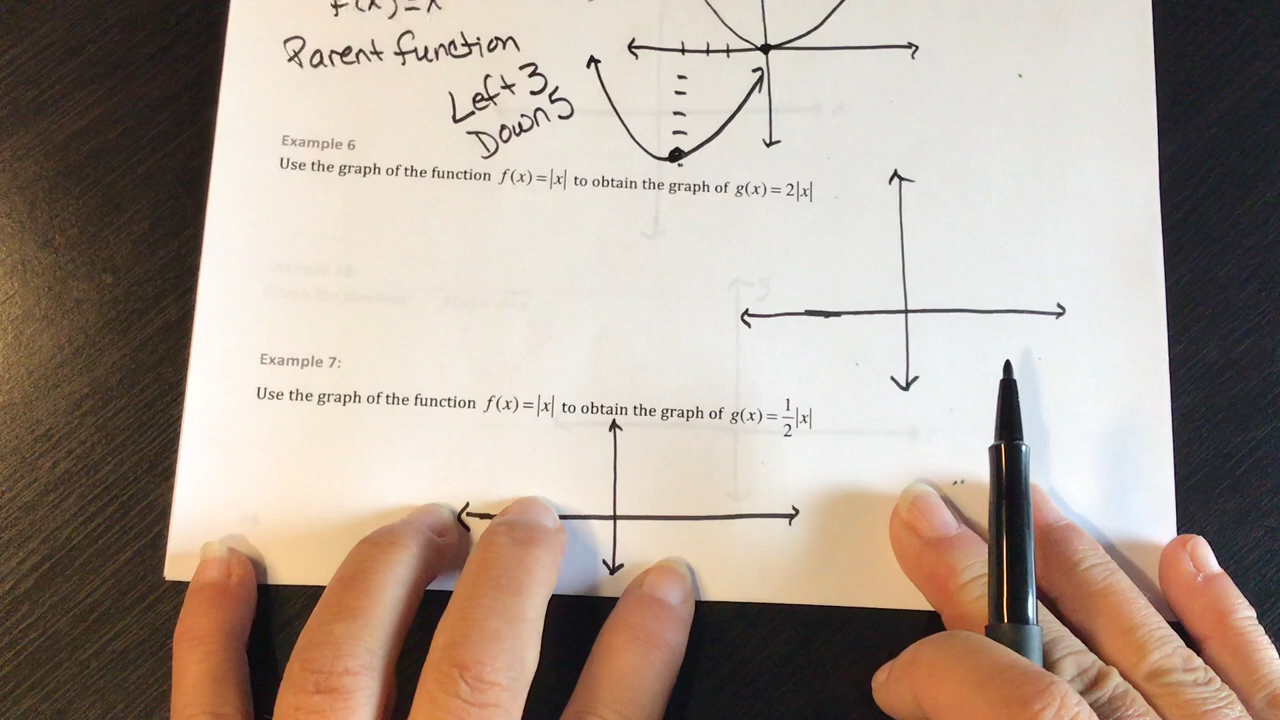 f(x)=x
Parent function
Left 3
Down 5
Example 6
Use the graph of the function f(x)=|x| to obtain the graph of g(x)=2|x|
Example 7:
Use the graph of the function f(x)=|x| to obtain the graph of g(x)=1/2|x|